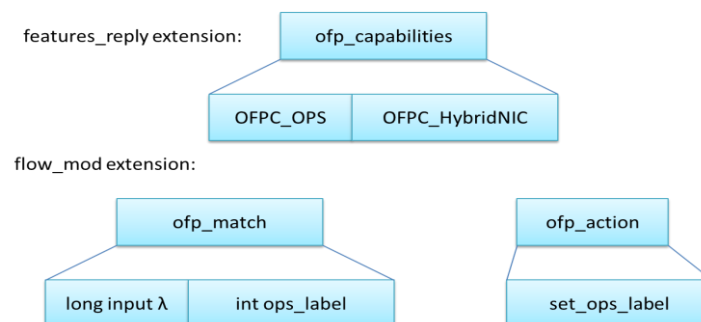 features_reply extension: ofp_capabilities
OFPC_OPS OFPC_HybridNIC
flow_mod extension:
ofp_match ofp_action
long input λ int ops_label set_ops_label